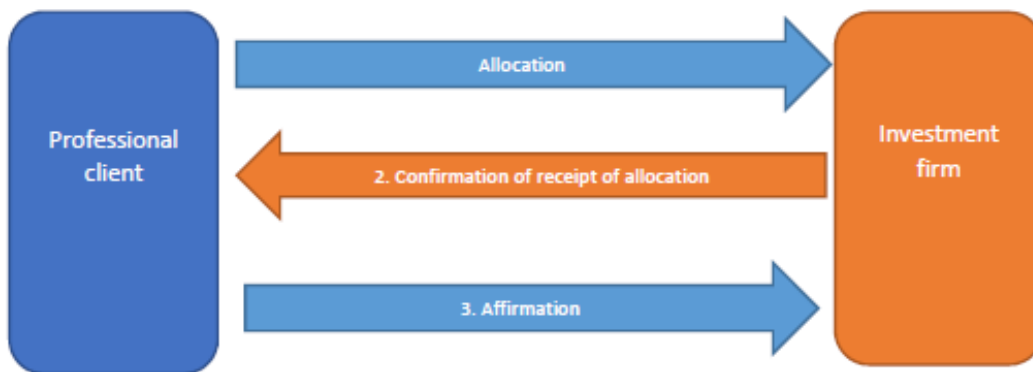 Allocation
Professional
client
Investment
firm
2. Confirmation of receipt of allocation
3. Affirmation